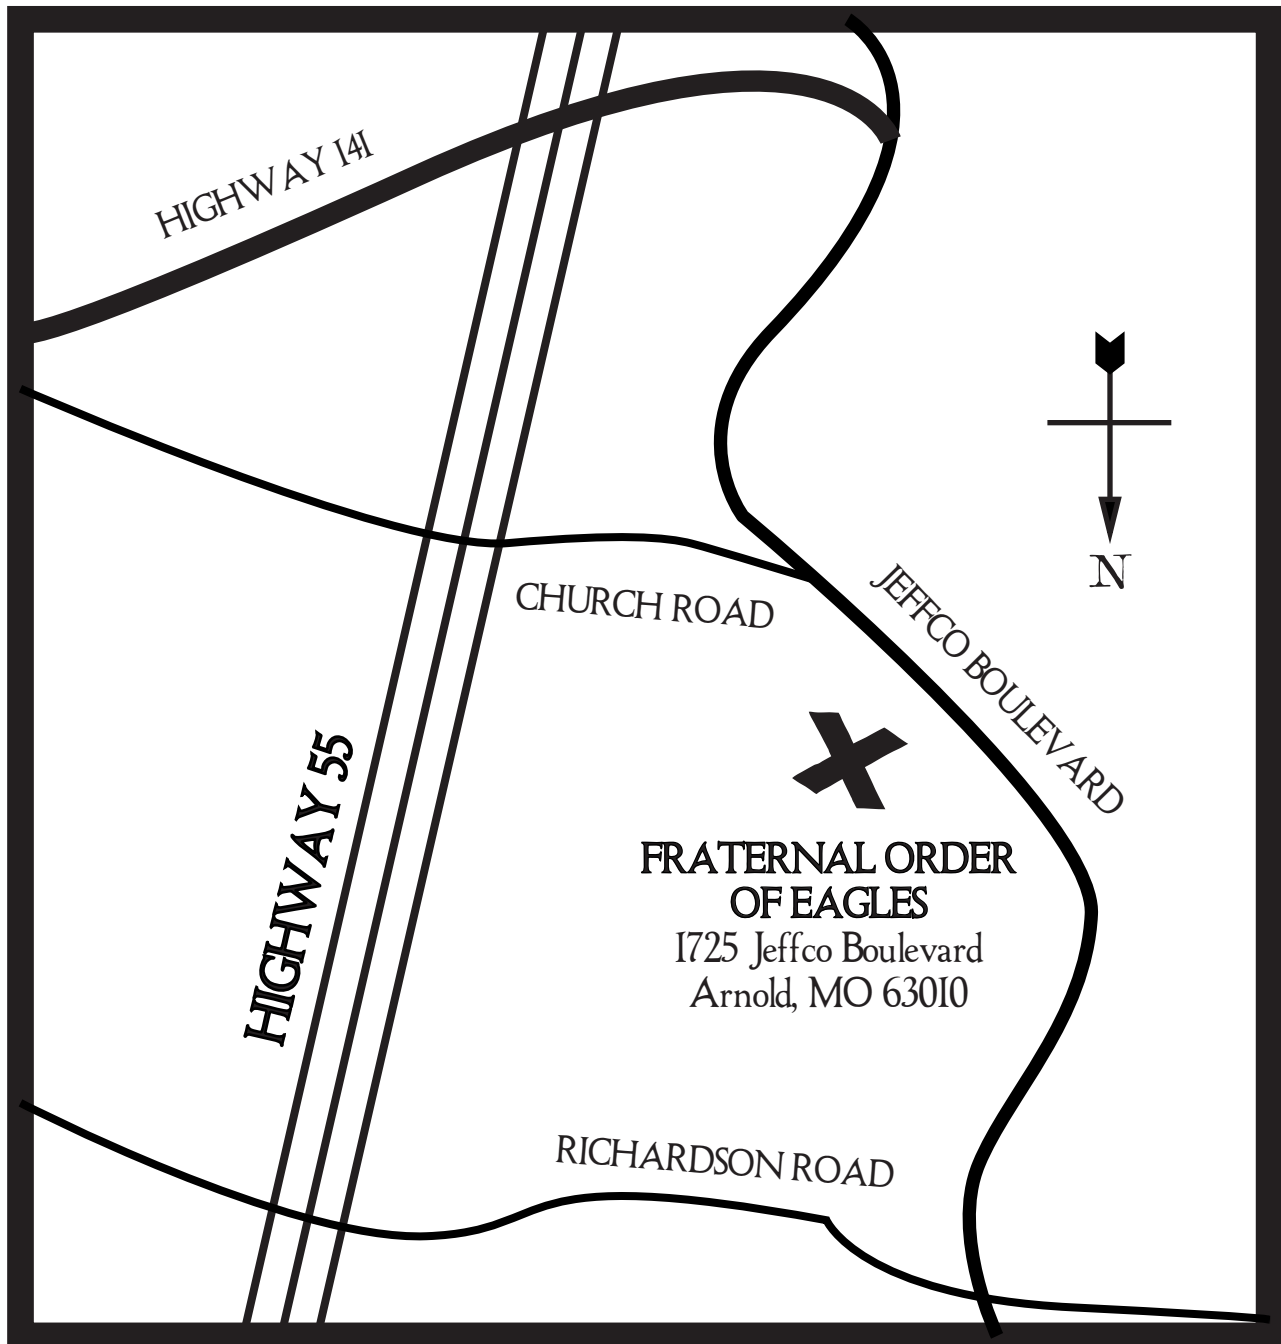 HIGHWAY 141
N
CHURCH ROAD
JEFFCO BOULEVARD
HIGHWAY 55
FRATERNAL ORDER
OF EAGLES
1725 Jeffco Boulevard
Arnold, MO 63010
RICHARDSON ROAD